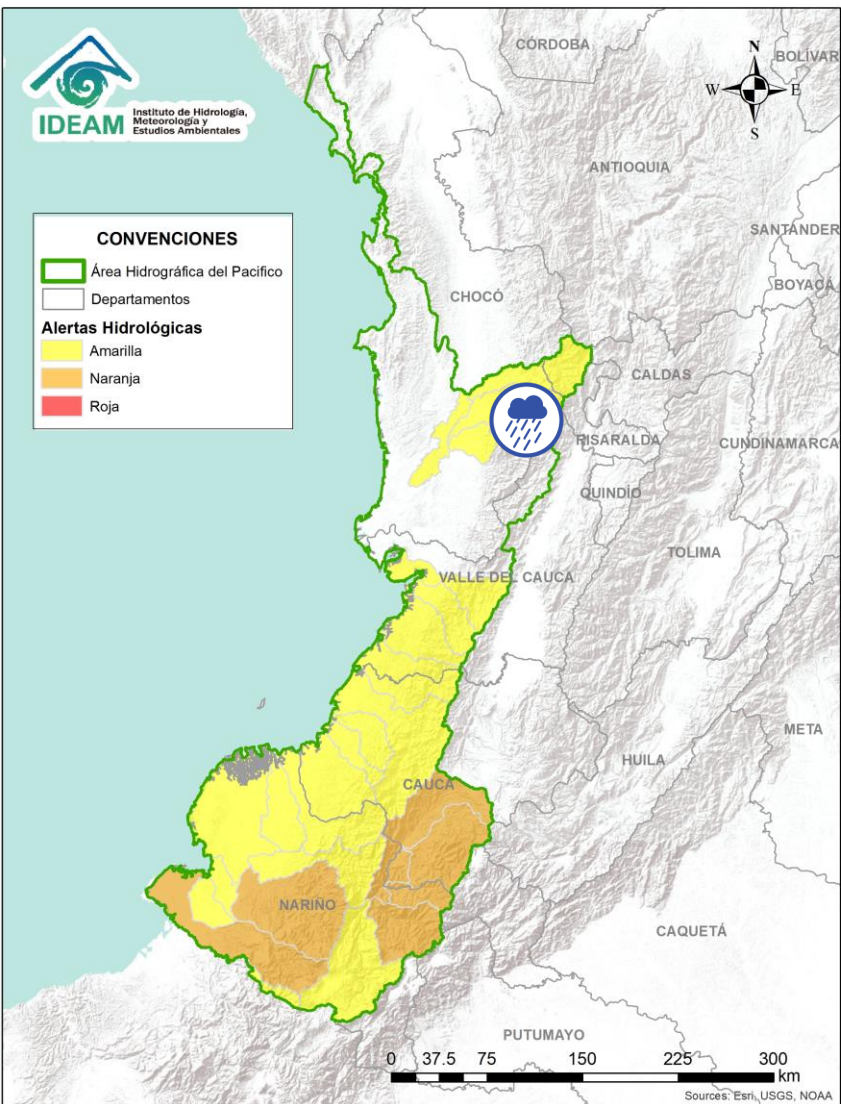 IDEAM
Instituto de Hidrología,
Meteorología y
Estudios Ambientales
CÓRDOBA
N
BOLÍVAR
W
E
S
ANTIOQUIA
SANTANDER
CONVENCIONES
Área Hidrográfica del Pacifico
Departamentos
Alertas Hidrológicas
Amarilla
Naranja
Roja
BOYACÁ
CHOCÓ
CALDAS
RISARALDA
CUNDINAMARCA
QUINDÍO
TOLIMA
VALLE DEL CAUCA
META
HUILA
CAUCA
NARIÑO
CAQUETÁ
PUTUMAYO
0 37.5 75 150 225 300
km
Sources: Esri, USGS, NOAA